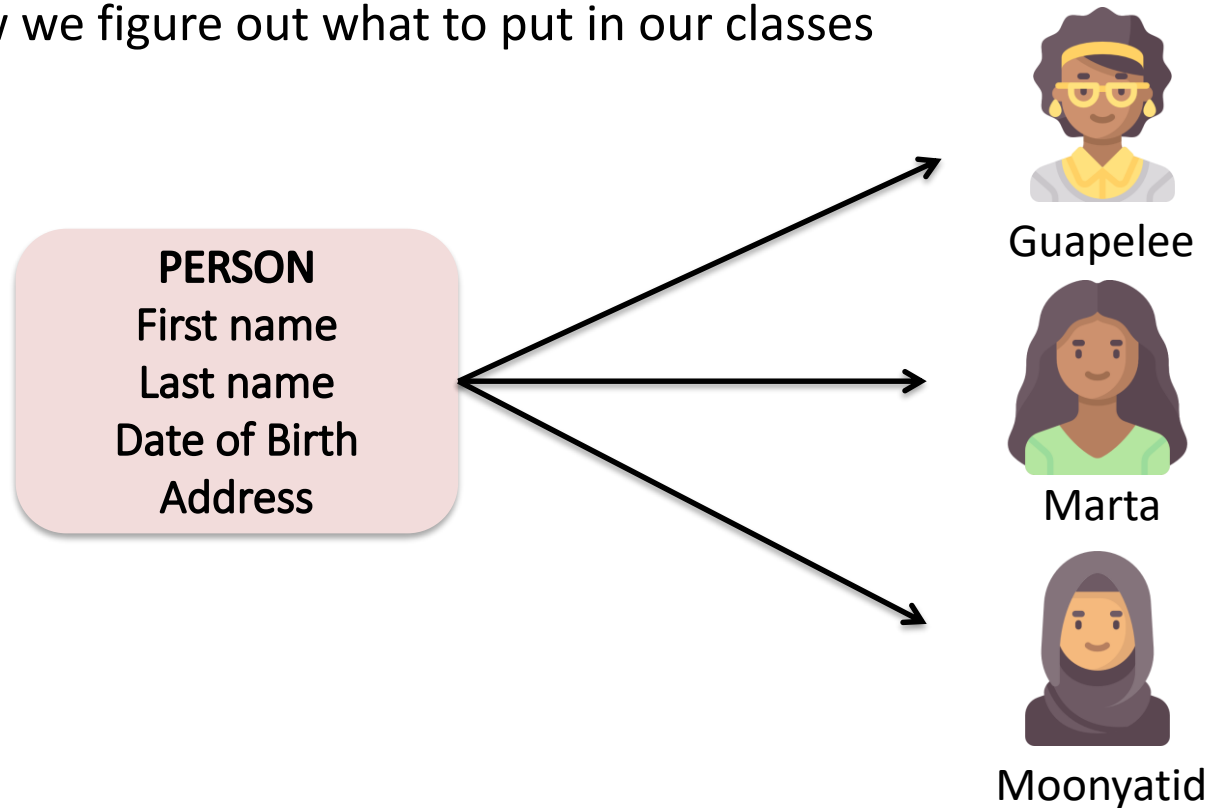 we figure out what to put in our classes
PERSON
First name
Last name
Date of Birth
Address
Guapelee
Marta
Moonyatid